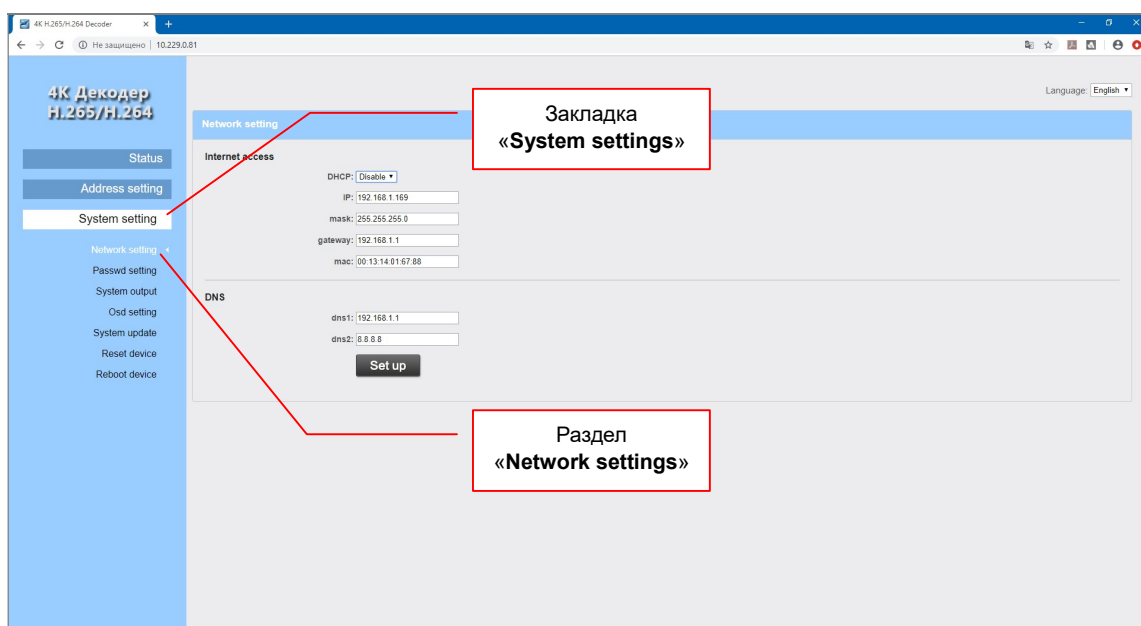 4K H.265/H.264 Decoder
Не защищено | 10.229.0.81
4К Декодер
H.265/H.264
Language: English
Status
Address setting
System setting
Network setting
Passwd setting
System output
Osd setting
System update
Reset device
Reboot device
Network setting
Закладка
«System settings»
Internet access
DHCP: Disable
IP: 192.168.1.169
mask: 255.255.255.0
gateway: 192.168.1.1
mac: 00:13:14:01:67:88
DNS
dns1: 192.168.1.1
dns2: 8.8.8.8
Set up
Раздел
«Network settings»